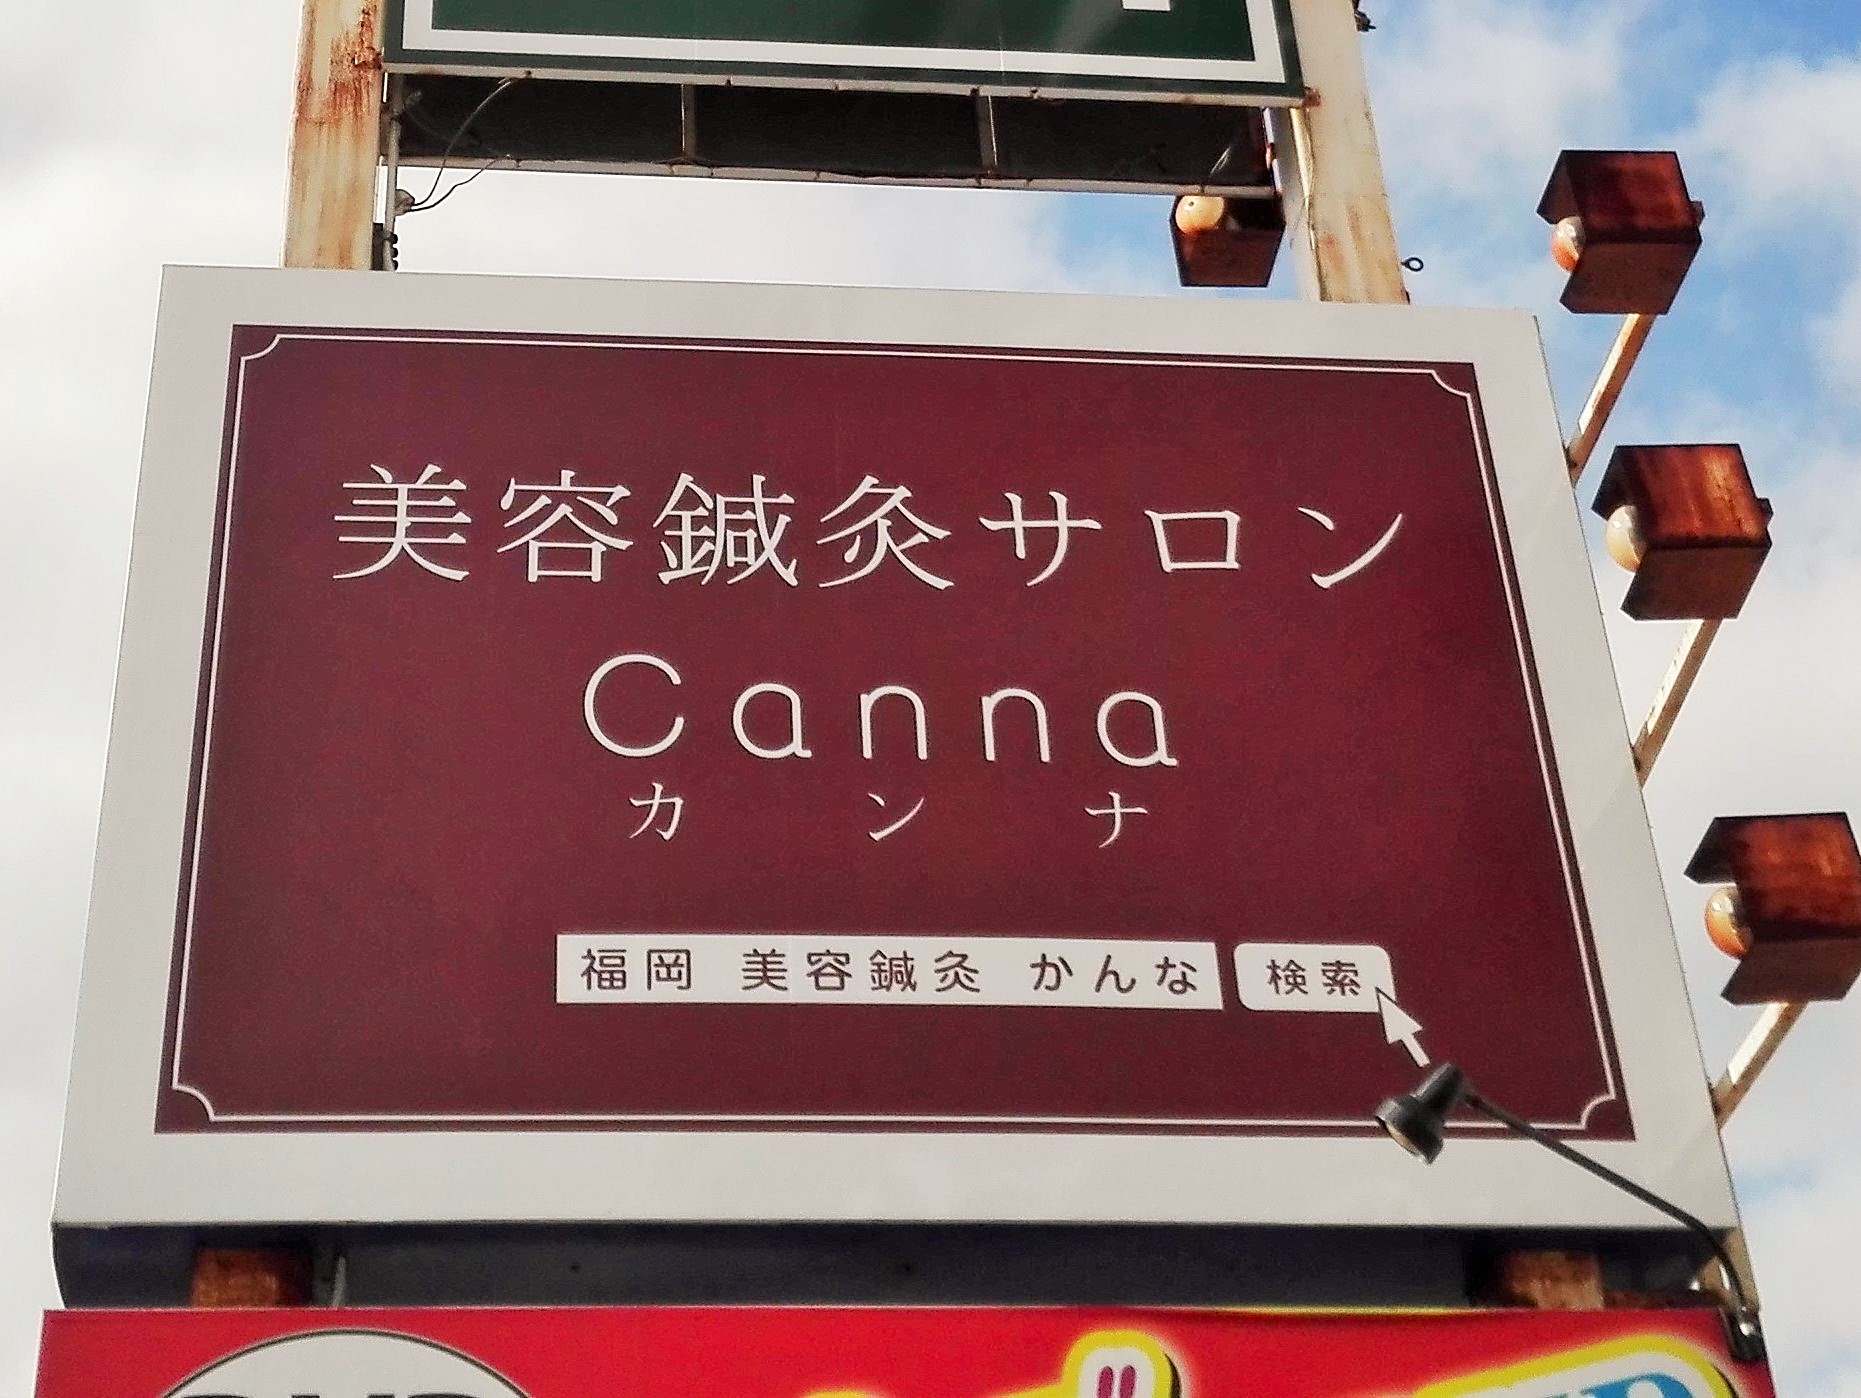 美容鍼灸サロン
Canna
カンナ
福岡 美容鍼灸 かんな 検索